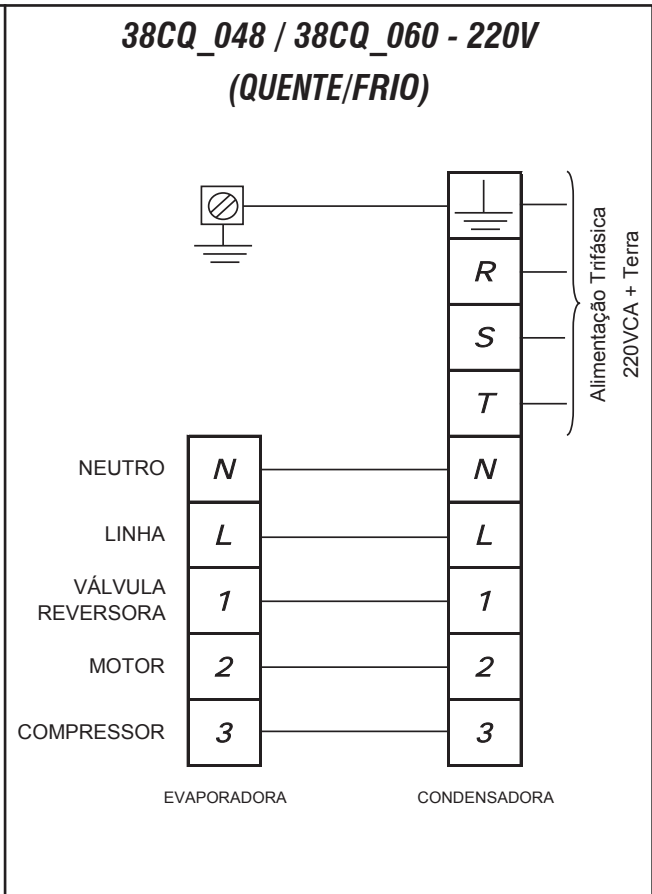 38CQ_048 / 38CQ_060 - 220V
(QUENTE/FRIO)
R
S
T
Alimentação Trifásica
220VCA + Terra
NEUTRO N N
LINHA L L
VÁLVULA
REVERSORA 1 1
MOTOR 2 2
COMPRESSOR 3 3
EVAPORADORA CONDENSADORA